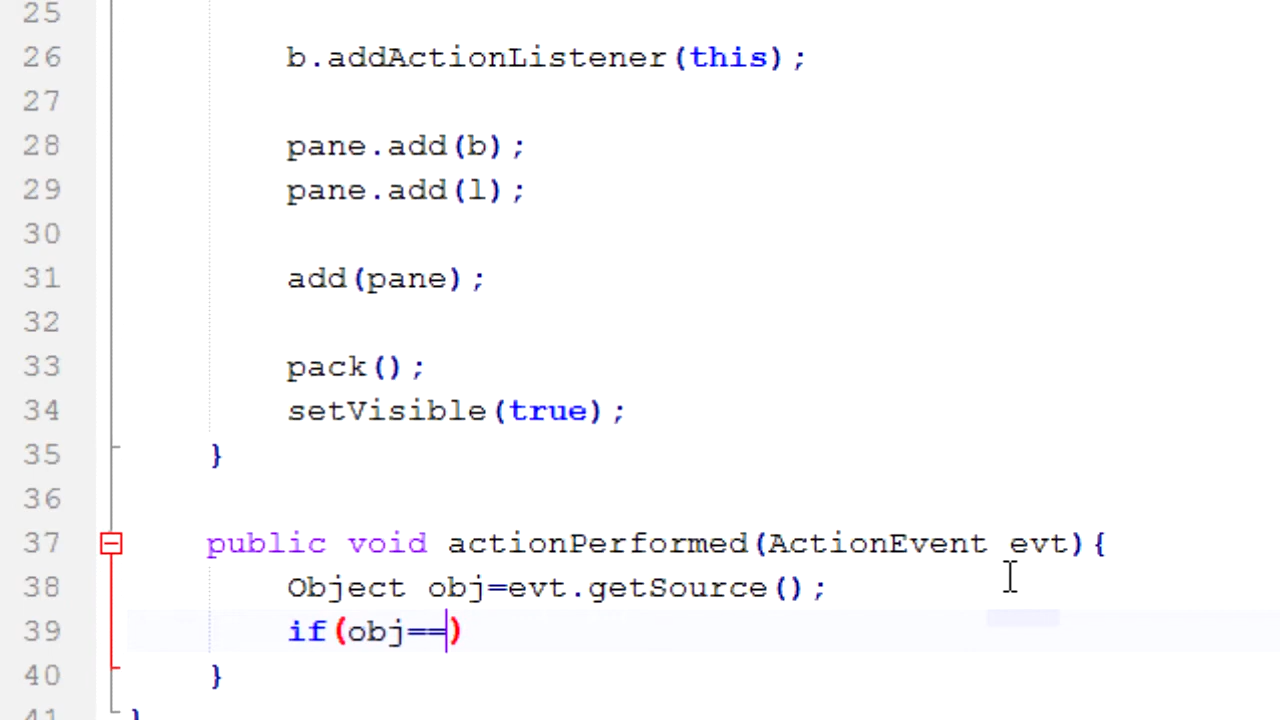 25
26 b.addActionListener(this);
27
28 pane.add(b);
29 pane.add(l);
30
31 add(pane);
32
33 pack();
34 setVisible(true);
35 }
36
37 public void actionPerformed(ActionEvent evt){
38 Object obj=evt.getSource();
39 if(obj==)
40 }
41 }